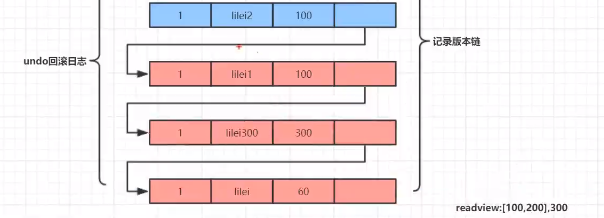 1 lilei2 100
记录版本链
undo回滚日志
1 lilei1 100
1 lilei300 300
1 lilei 60
readview:[100,200],300